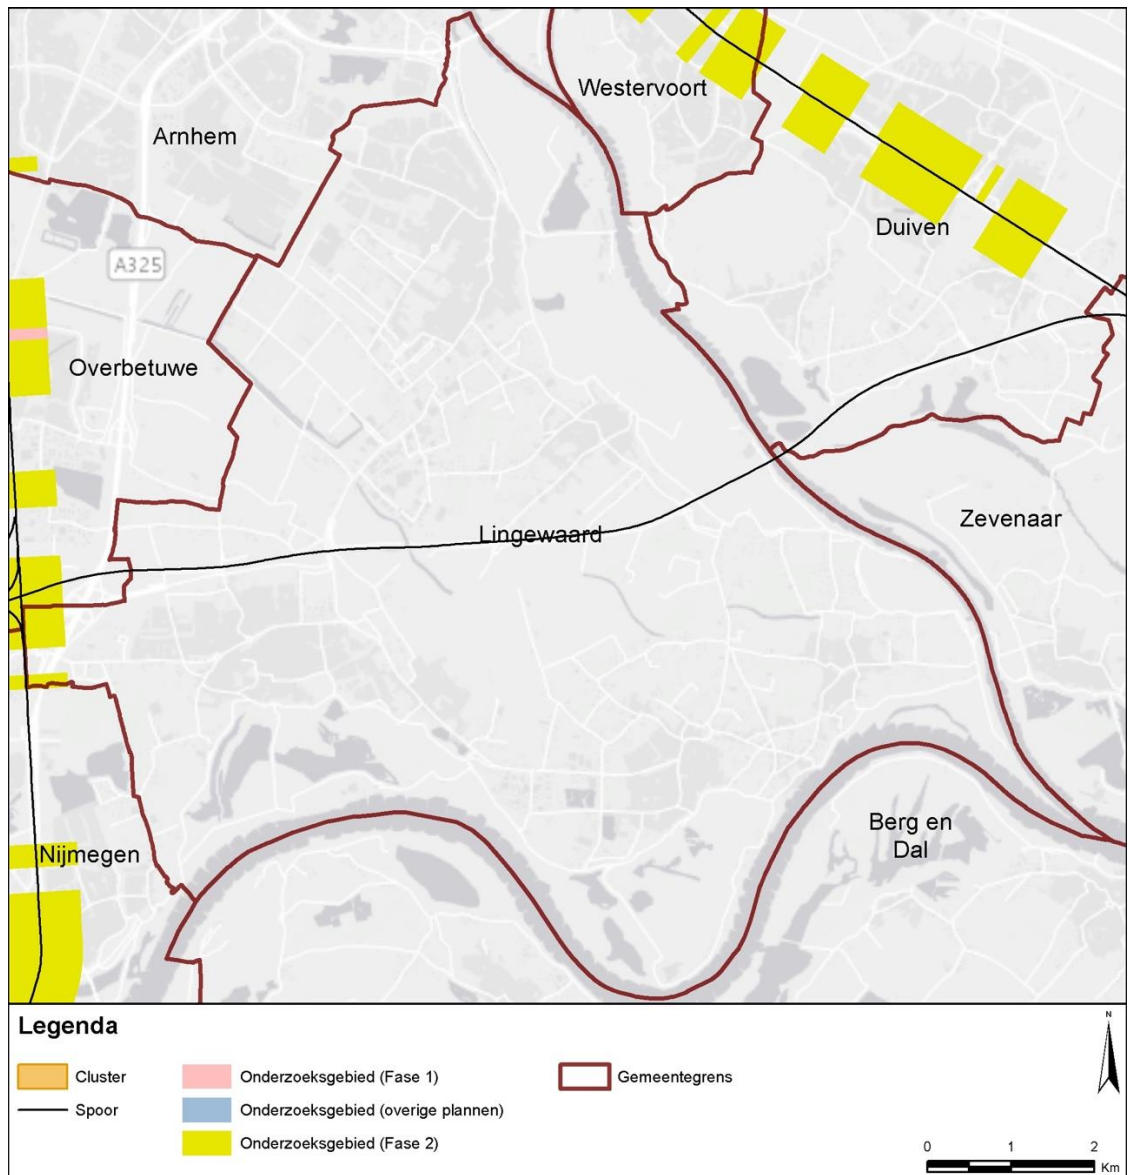 Westervoort
Arnhem
Duiven
A325
Overbetuwe
Zevenaar
Lingewaard
Berg en
Dal
Nijmegen
Legenda
N
Cluster
Onderzoeksgebied (Fase 1)
Gemeentegrens
Spoor
Onderzoeksgebied (overige plannen)
Onderzoeksgebied (Fase 2)
0 1 2
Km